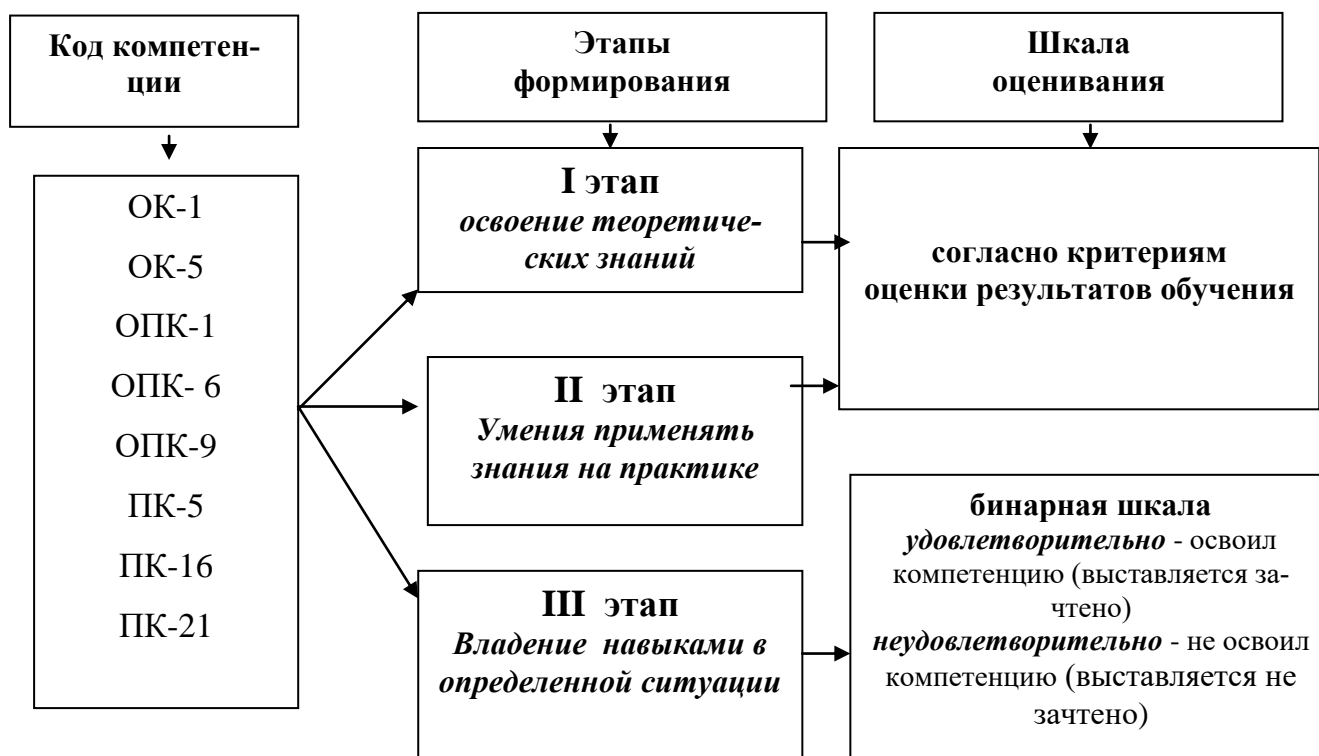 Код компетен-
ции
Этапы
формирования
Шкала
оценивания
ОК-1
ОК-5
ОПК-1
ОПК- 6
ОПК-9
ПК-5
ПК-16
ПК-21
I этап
освоение теоретиче-
ских знаний
II этап
Умения применять
знания на практике
III этап
Владение навыками в
определенной ситуации
согласно критериям
оценки результатов обучения
бинарная шкала
удовлетворительно - освоил
компетенцию (выставляется за-
чтено)
неудовлетворительно - не освоил
компетенцию (выставляется не
зачтено)